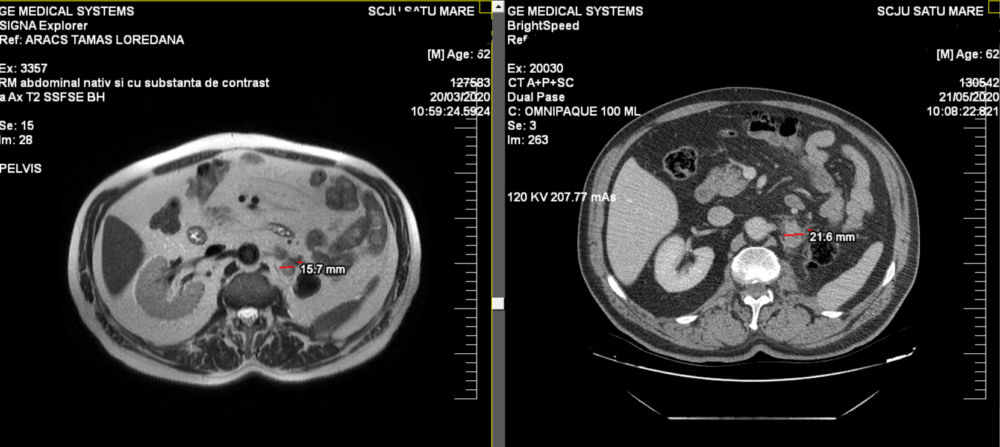 GE MEDICAL SYSTEMS
SIGNA Explorer
Ref: ARACS TAMAS LOREDANA
Ex: 3357
RM abdominal nativ si cu substanta de contrast
a Ax T2 SSFSE BH
Se: 15
Im: 28
PELVIS
SCJU SATU MARE
[M] Age: 62
127583
20/03/2020
10:59:24.5924
15.7 mm
GE MEDICAL SYSTEMS
BrightSpeed
Ref
Ex: 20030
CT A+P+SC
Dual Pase
C: OMNIPAQUE 100 ML
Se: 3
Im: 263
120 KV 207.77 mAs
SCJU SATU MARE
[M] Age: 62
130542
21/05/2020
10:08:22.821
21.6 mm